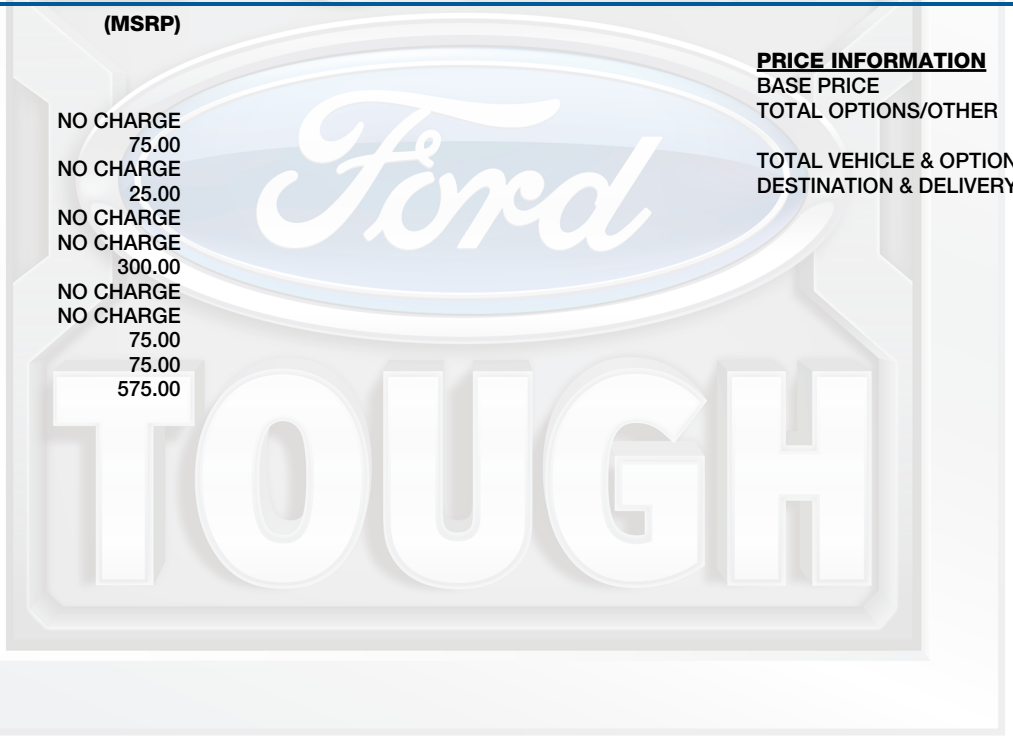 (MSRP)
NO CHARGE
75.00
NO CHARGE
25.00
NO CHARGE
NO CHARGE
300.00
NO CHARGE
NO CHARGE
75.00
75.00
575.00
PRICE INFORMATION
BASE PRICE
TOTAL OPTIONS/OTHER
TOTAL VEHICLE & OPTION
DESTINATION & DELIVERY
Ford
TOUGH